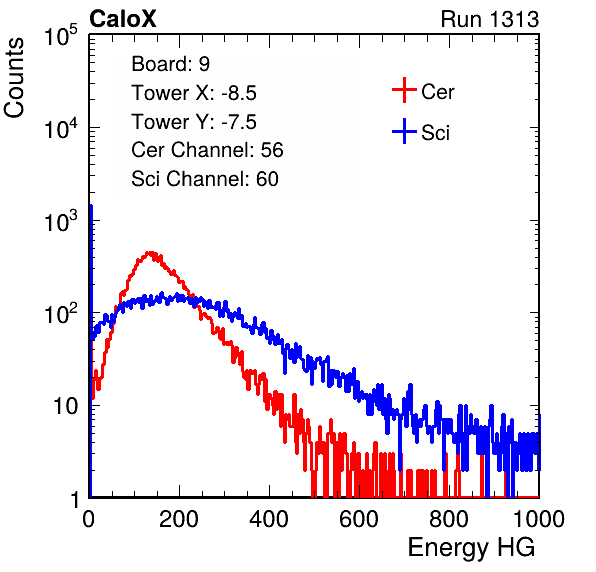 CaloX Run 1313
Counts
Board: 9
Tower X: -8.5
Tower Y: -7.5
Cer Channel: 56
Sci Channel: 60
Cer
Sci
10^5
10^4
10^3
10^2
10
1
0 200 400 600 800 1000
Energy HG